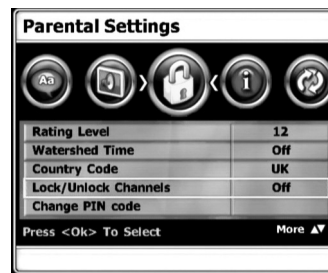 Parental Settings
Aa
i
Rating Level 12
Watershed Time Off
Country Code UK
Lock/Unlock Channels Off
Change PIN code
Press <Ok> To Select More ▲▼